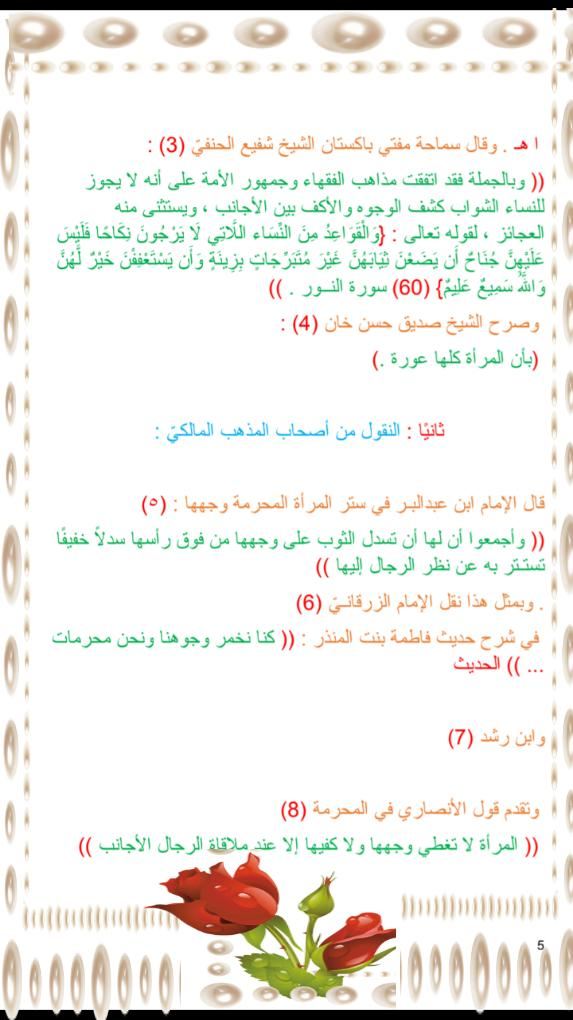 ا هـ . وقال سماحة مفتي باكستان الشيخ شفيع الحنفيّ (3) :
(( وبالجملة فقد اتفقت مذاهب الفقهاء وجمهور الأمة على أنه لا يجوز
للنساء الشواب كشف الوجوه والأكف بين الأجانب ، ويستثنى منه
العجائز ، لقوله تعالى : {وَالْقَوَاعِدُ مِنَ النِّسَاء اللَّاتِي لَا يَرْجُونَ نِكَاحًا فَلَيْسَ
عَلَيْهِنَّ جُنَاحٌ أَن يَضَعْنَ ثِيَابَهُنَّ غَيْرَ مُتَبَرِّجَاتٍ بِزِينَةٍ وَأَن يَسْتَعْفِفْنَ خَيْرٌ لَّهُنَّ
وَاللَّهُ سَمِيعٌ عَلِيمٌ} (60) سورة النــور . ))
وصرح الشيخ صديق حسن خان (4) :
(بأن المرأة كلها عورة .)
ثانيًا : النقول من أصحاب المذهب المالكيّ :
قال الإمام ابن عبدالبـر في ستر المرأة المحرمة وجهها : (٥)
(( وأجمعوا أن لها أن تسدل الثوب على وجهها من فوق رأسها سدلاً خفيفًا
تستـتر به عن نظر الرجال إليها ))
. وبمثل هذا نقل الإمام الزرقانـيّ (6)
في شرح حديث فاطمة بنت المنذر : (( كنا نخمر وجوهنا ونحن محرمات
... )) الحديث
وابن رشد (7)
وتقدم قول الأنصاري في المحرمة (8)
(( المرأة لا تغطي وجهها ولا كفيها إلا عند ملاقاة الرجال الأجانب ))
5